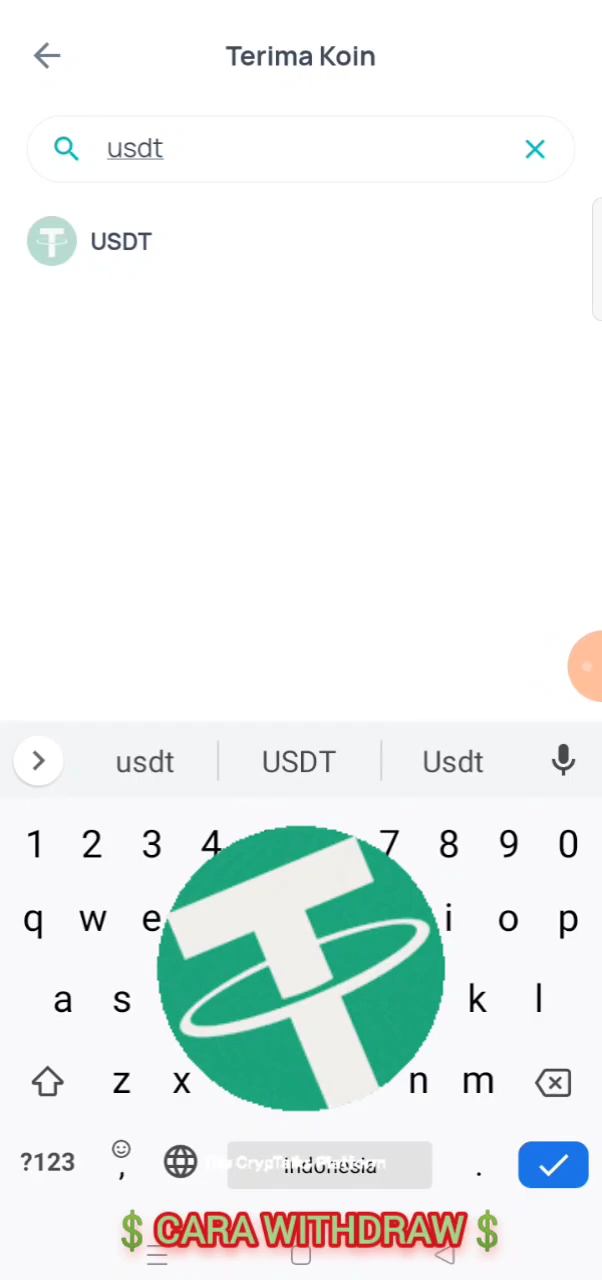 Terima Koin
usdt
USDT
usdt USDT Usdt
1 2 3 4 7 8 9 0
q w e i o p
a s k l
z x n m
?123 , Indonesia .
$ CARA WITHDRAW $